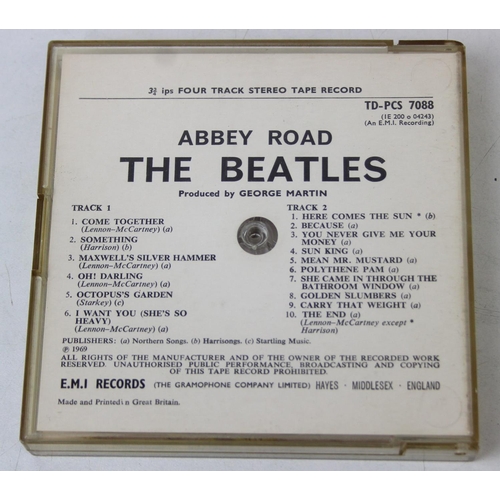 3¾ ips FOUR TRACK STEREO TAPE RECORD
TD-PCS 7088
(1E 200 o 04243)
(An E.M.I. Recording)
ABBEY ROAD
THE BEATLES
Produced by GEORGE MARTIN
TRACK 1
1. COME TOGETHER
(Lennon-McCartney) (a)
2. SOMETHING
(Harrison) (b)
3. MAXWELL'S SILVER HAMMER
(Lennon-McCartney) (a)
4. OH! DARLING
(Lennon-McCartney) (a)
5. OCTOPUS'S GARDEN
(Starkey) (c)
6. I WANT YOU (SHE'S SO
HEAVY)
(Lennon-McCartney) (a)
TRACK 2
1. HERE COMES THE SUN * (b)
2. BECAUSE (a)
3. YOU NEVER GIVE ME YOUR
MONEY (a)
4. SUN KING (a)
5. MEAN MR. MUSTARD (a)
6. POLYTHENE PAM (a)
7. SHE CAME IN THROUGH THE
BATHROOM WINDOW (a)
8. GOLDEN SLUMBERS (a)
9. CARRY THAT WEIGHT (a)
10. THE END (a)
(Lennon-McCartney except *
Harrison)
PUBLISHERS: (a) Northern Songs. (b) Harrisongs. (c) Startling Music.
℗ 1969
ALL RIGHTS OF THE MANUFACTURER AND OF THE OWNER OF THE RECORDED WORK
RESERVED. UNAUTHORISED PUBLIC PERFORMANCE, BROADCASTING AND COPYING
OF THIS TAPE RECORD PROHIBITED.
E.M.I RECORDS (THE GRAMOPHONE COMPANY LIMITED) HAYES · MIDDLESEX · ENGLAND
Made and Printed in Great Britain.